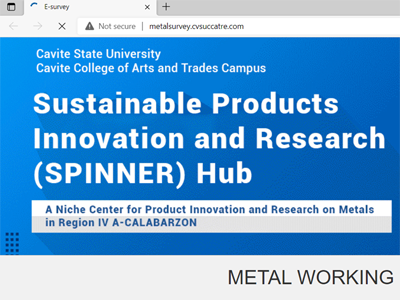 E-survey
Not secure | metalsurvey.cvsuccatre.com
Cavite State University
Cavite College of Arts and Trades Campus
Sustainable Products
Innovation and Research
(SPINNER) Hub
A Niche Center for Product Innovation and Research on Metals
in Region IV A-CALABARZON
METAL WORKING